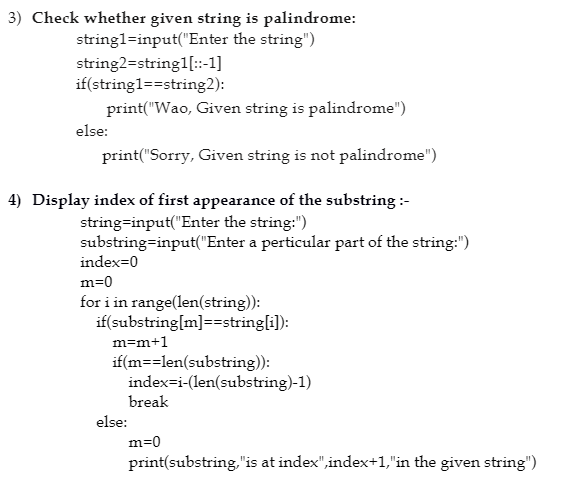 3) Check whether given string is palindrome:
string1=input("Enter the string")
string2=string1[::-1]
if(string1==string2):
print("Wao, Given string is palindrome")
else:
print("Sorry, Given string is not palindrome")
4) Display index of first appearance of the substring :-
string=input("Enter the string:")
substring=input("Enter a perticular part of the string:")
index=0
m=0
for i in range(len(string)):
if(substring[m]==string[i]):
m=m+1
if(m==len(substring)):
index=i-(len(substring)-1)
break
else:
m=0
print(substring,"is at index",index+1,"in the given string")